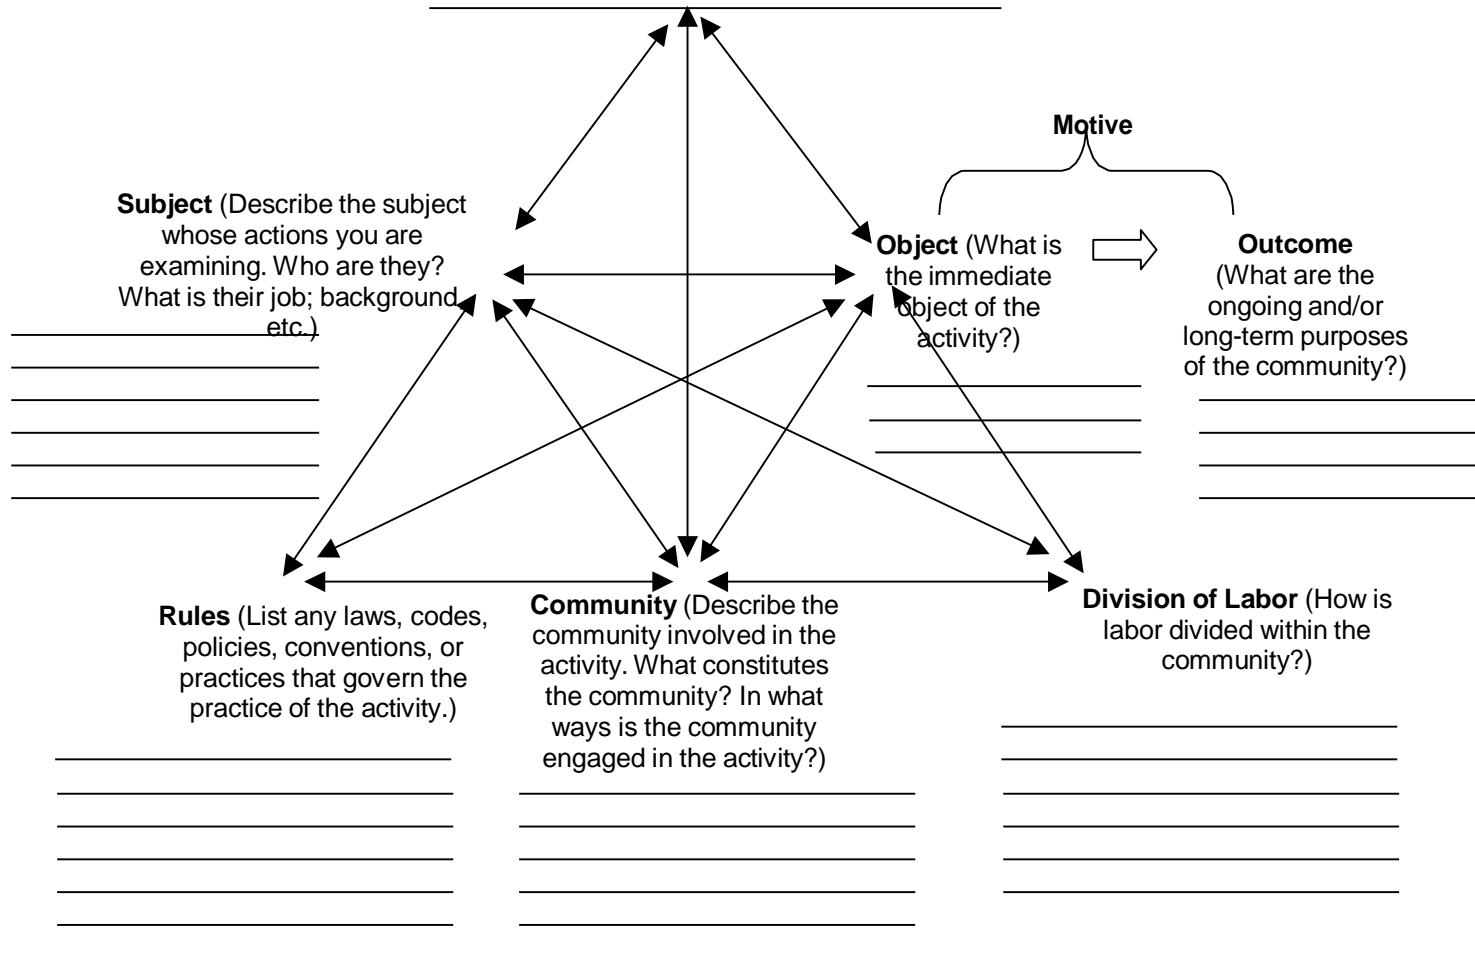 Motive
Subject (Describe the subject
whose actions you are
examining. Who are they?
What is their job; background,
etc.)
Object (What is
the immediate
object of the
activity?)
Outcome
(What are the
ongoing and/or
long-term purposes
of the community?)
Rules (List any laws, codes,
policies, conventions, or
practices that govern the
practice of the activity.)
Community (Describe the
community involved in the
activity. What constitutes
the community? In what
ways is the community
engaged in the activity?)
Division of Labor (How is
labor divided within the
community?)